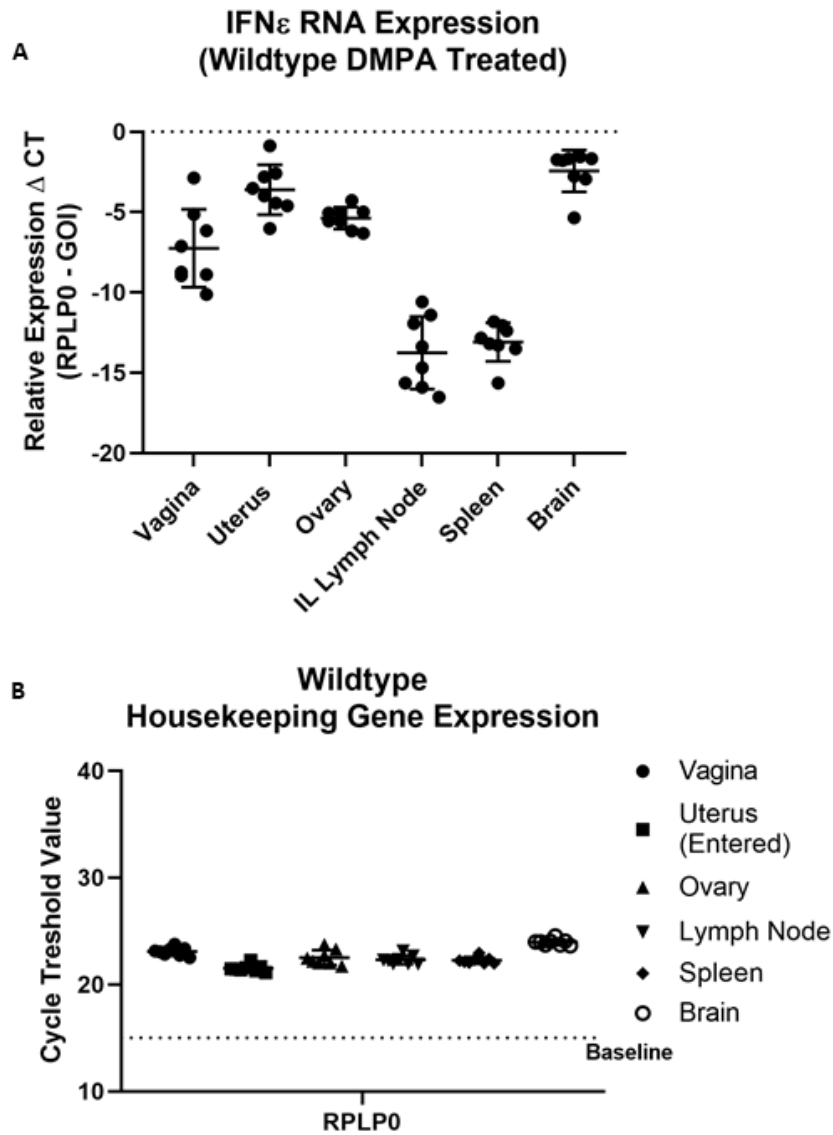 A
IFNε RNA Expression
(Wildtype DMPA Treated)
Relative Expression Δ CT
(RPLP0 - GOI)
0
-5
-10
-15
-20
Vagina
Uterus
Ovary
IL Lymph Node
Spleen
Brain
B
Wildtype
Housekeeping Gene Expression
Cycle Treshold Value
40
30
20
10
Baseline
RPLP0
Vagina
Uterus
(Entered)
Ovary
Lymph Node
Spleen
Brain